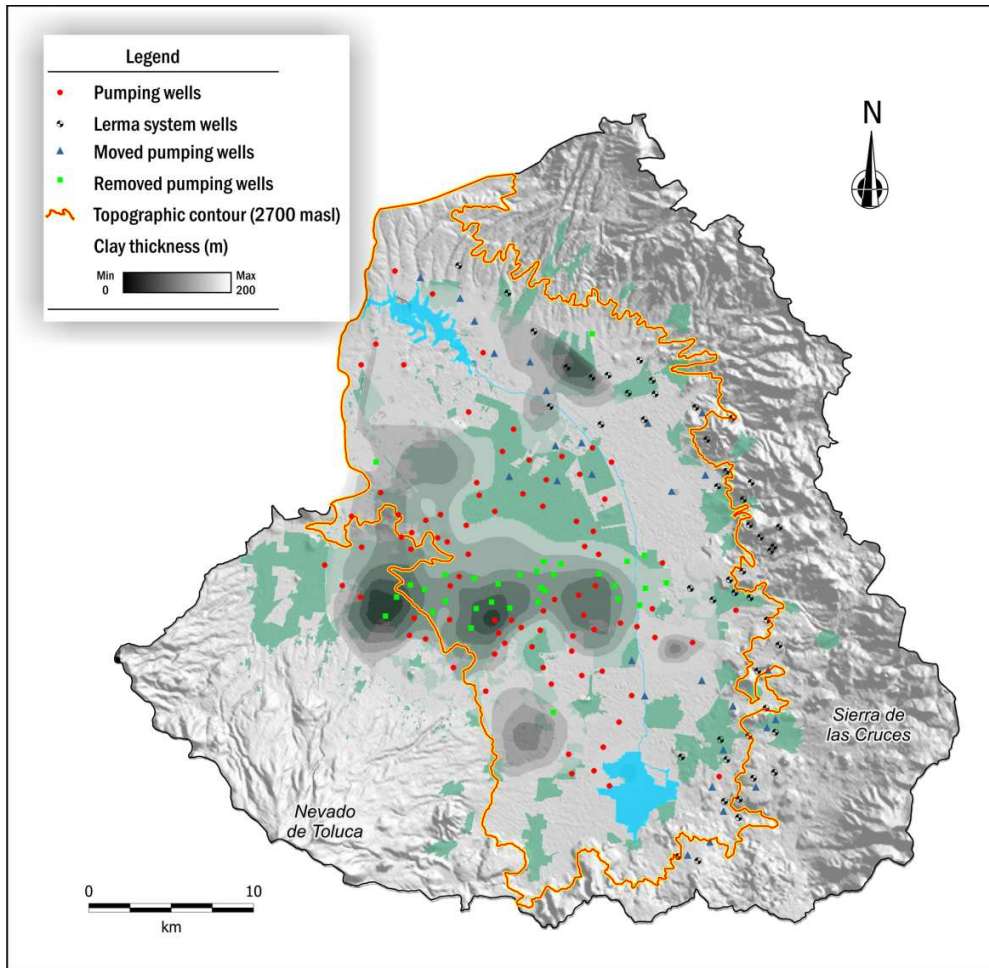 Legend
Pumping wells
Lerma system wells
Moved pumping wells
Removed pumping wells
Topographic contour (2700 masl)
Clay thickness (m)
Min
0
Max
200
N
Sierra de
las Cruces
Nevado
de Toluca
0
10
km